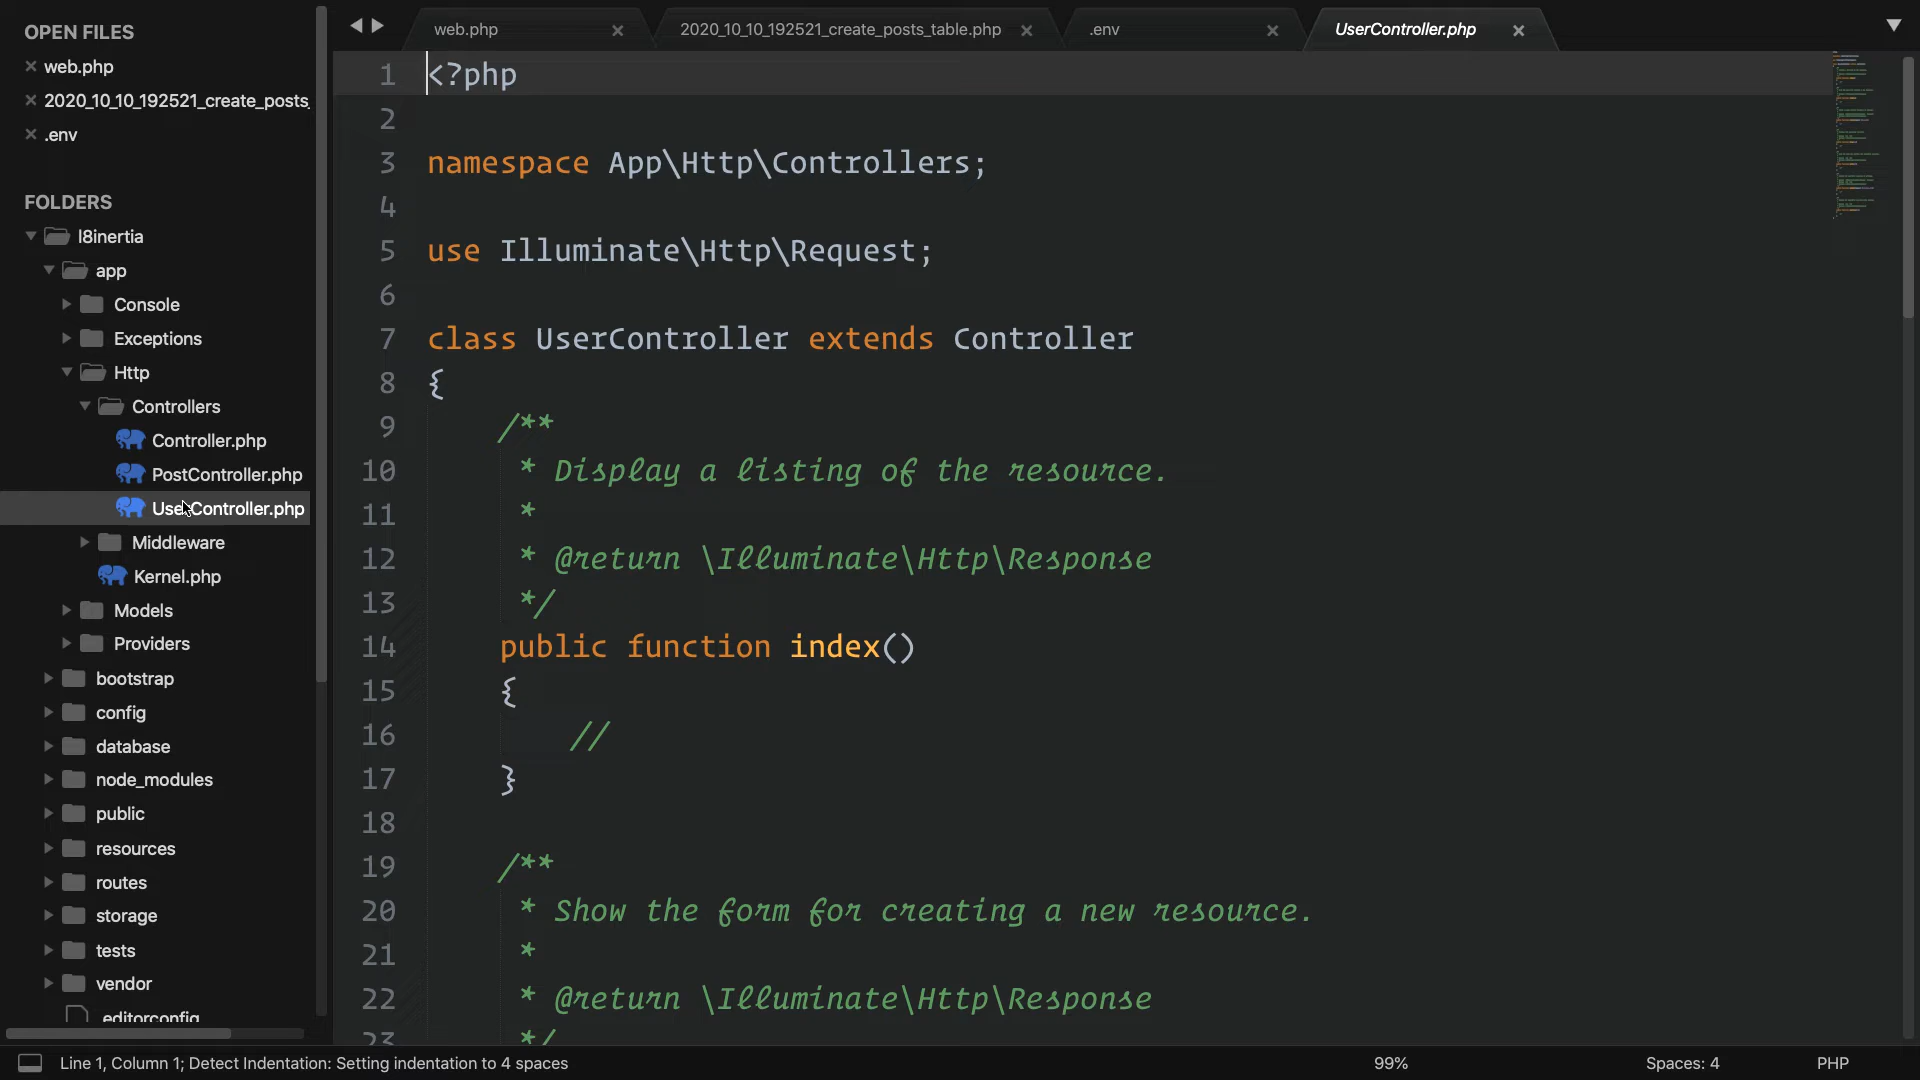 OPEN FILES
web.php
2020_10_10_192521_create_posts_
.env
FOLDERS
l8inertia
app
Console
Exceptions
Http
Controllers
Controller.php
PostController.php
UserController.php
Middleware
Kernel.php
Models
Providers
bootstrap
config
database
node_modules
public
resources
routes
storage
tests
vendor
.editorconfig
web.php
2020_10_10_192521_create_posts_table.php
.env
UserController.php
1 <?php
2
3 namespace App\Http\Controllers;
4
5 use Illuminate\Http\Request;
6
7 class UserController extends Controller
8 {
9 /**
10 * Display a listing of the resource.
11 *
12 * @return \Illuminate\Http\Response
13 */
14 public function index()
15 {
16 //
17 }
18
19 /**
20 * Show the form for creating a new resource.
21 *
22 * @return \Illuminate\Http\Response
23 */
Line 1, Column 1; Detect Indentation: Setting indentation to 4 spaces
99%
Spaces: 4
PHP